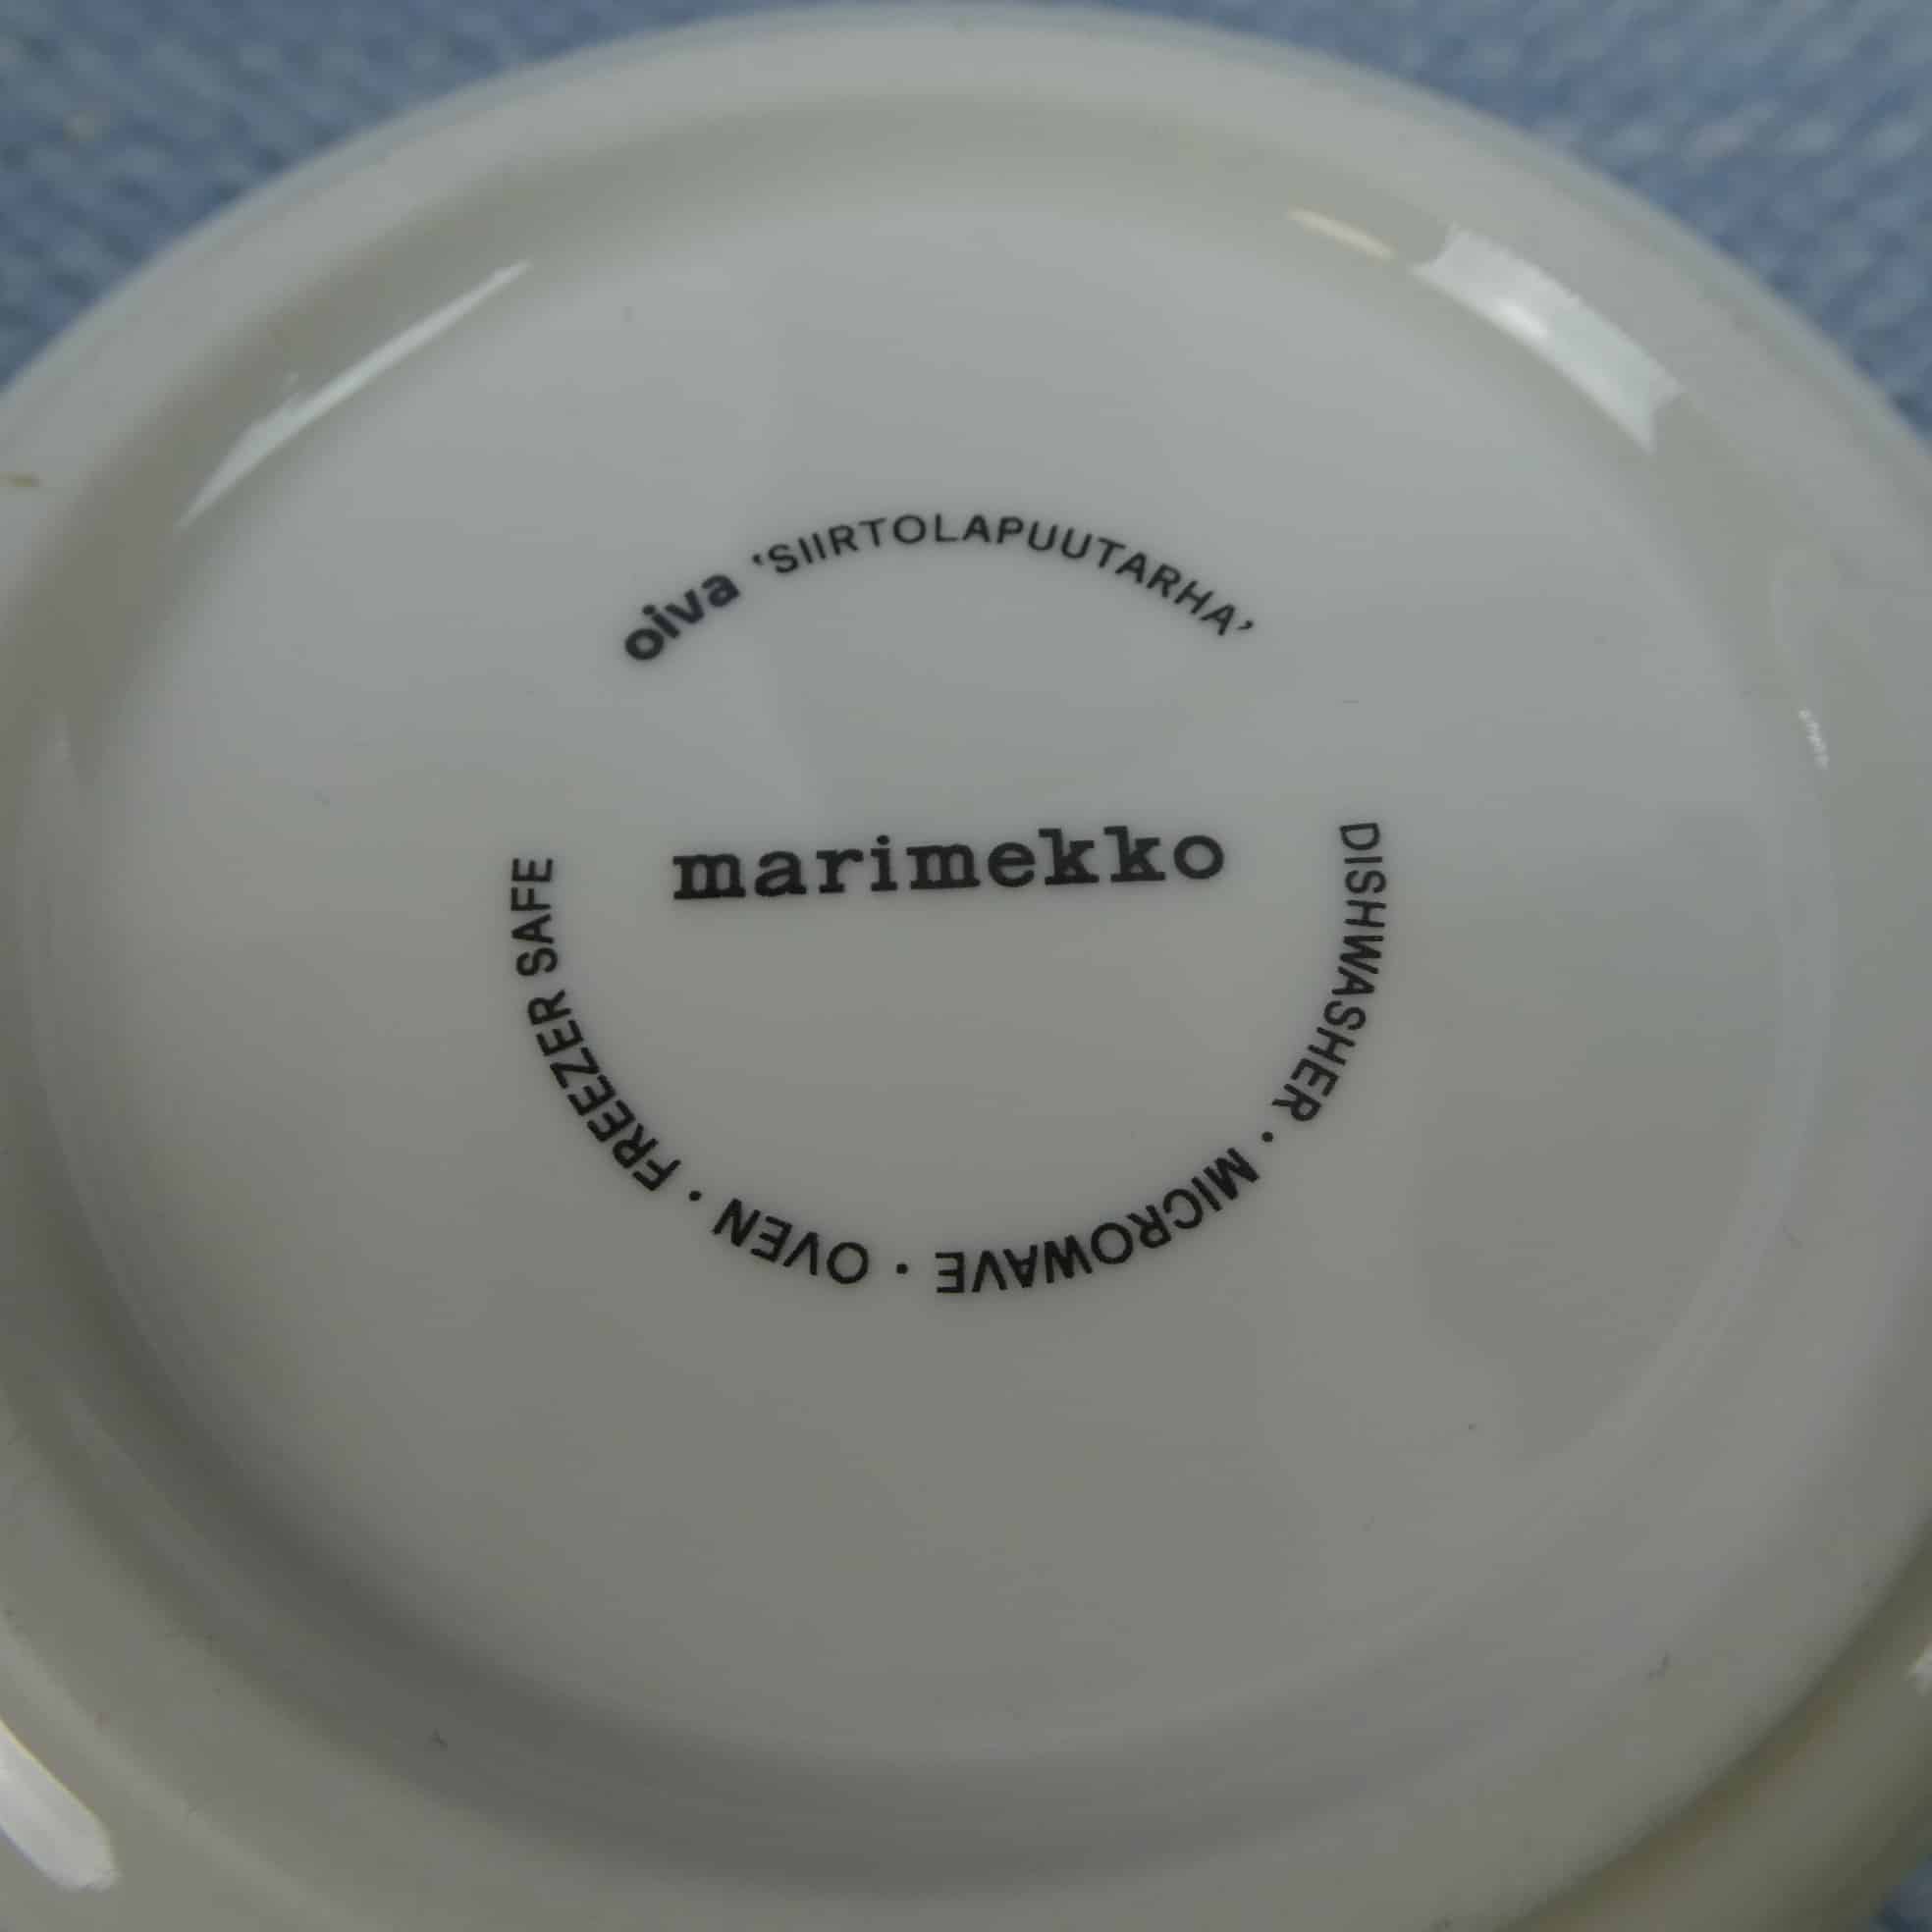 oiva ‘SIIRTOLAPUUTARHA’
marimekko
DISHWASHER · MICROWAVE · OVEN · FREEZER SAFE